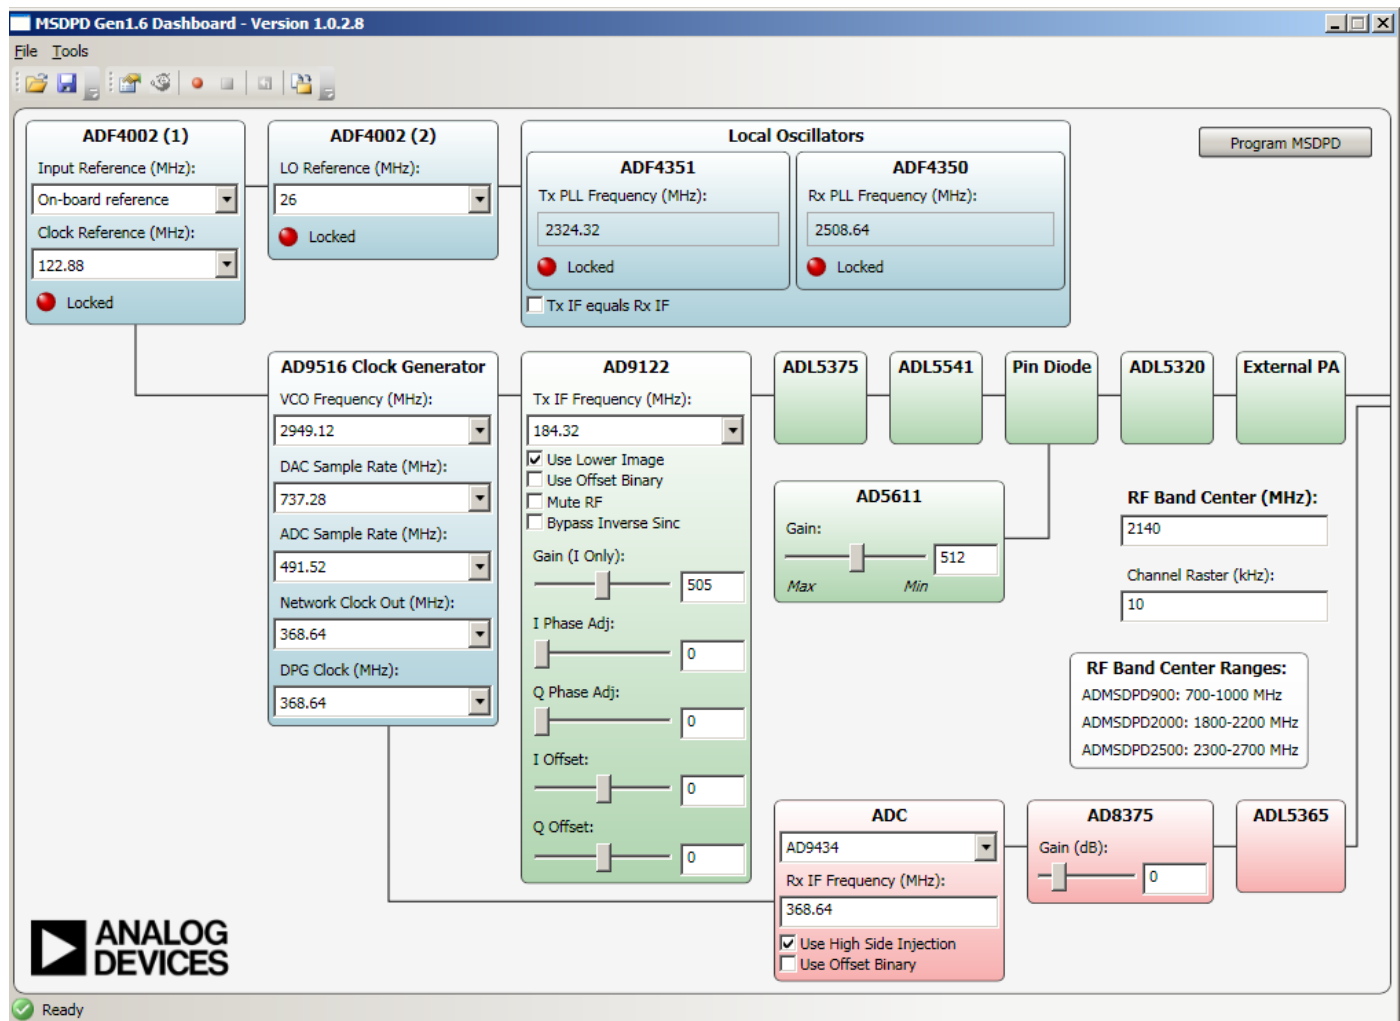 MSDPD Gen1.6 Dashboard - Version 1.0.2.8
File Tools
ADF4002 (1)
Input Reference (MHz):
On-board reference
Clock Reference (MHz):
122.88
Locked
ADF4002 (2)
LO Reference (MHz):
26
Locked
Local Oscillators
ADF4351
Tx PLL Frequency (MHz):
2324.32
Locked
ADF4350
Rx PLL Frequency (MHz):
2508.64
Locked
Tx IF equals Rx IF
Program MSDPD
AD9516 Clock Generator
VCO Frequency (MHz):
2949.12
DAC Sample Rate (MHz):
737.28
ADC Sample Rate (MHz):
491.52
Network Clock Out (MHz):
368.64
DPG Clock (MHz):
368.64
AD9122
Tx IF Frequency (MHz):
184.32
Use Lower Image
Use Offset Binary
Mute RF
Bypass Inverse Sinc
Gain (I Only):
505
I Phase Adj:
0
Q Phase Adj:
0
I Offset:
0
Q Offset:
0
ADL5375
ADL5541
Pin Diode
ADL5320
External PA
AD5611
Gain:
512
Max Min
RF Band Center (MHz):
2140
Channel Raster (kHz):
10
RF Band Center Ranges:
ADMSDPD900: 700-1000 MHz
ADMSDPD2000: 1800-2200 MHz
ADMSDPD2500: 2300-2700 MHz
ADC
AD9434
Rx IF Frequency (MHz):
368.64
Use High Side Injection
Use Offset Binary
AD8375
Gain (dB):
0
ADL5365
ANALOG
DEVICES
Ready